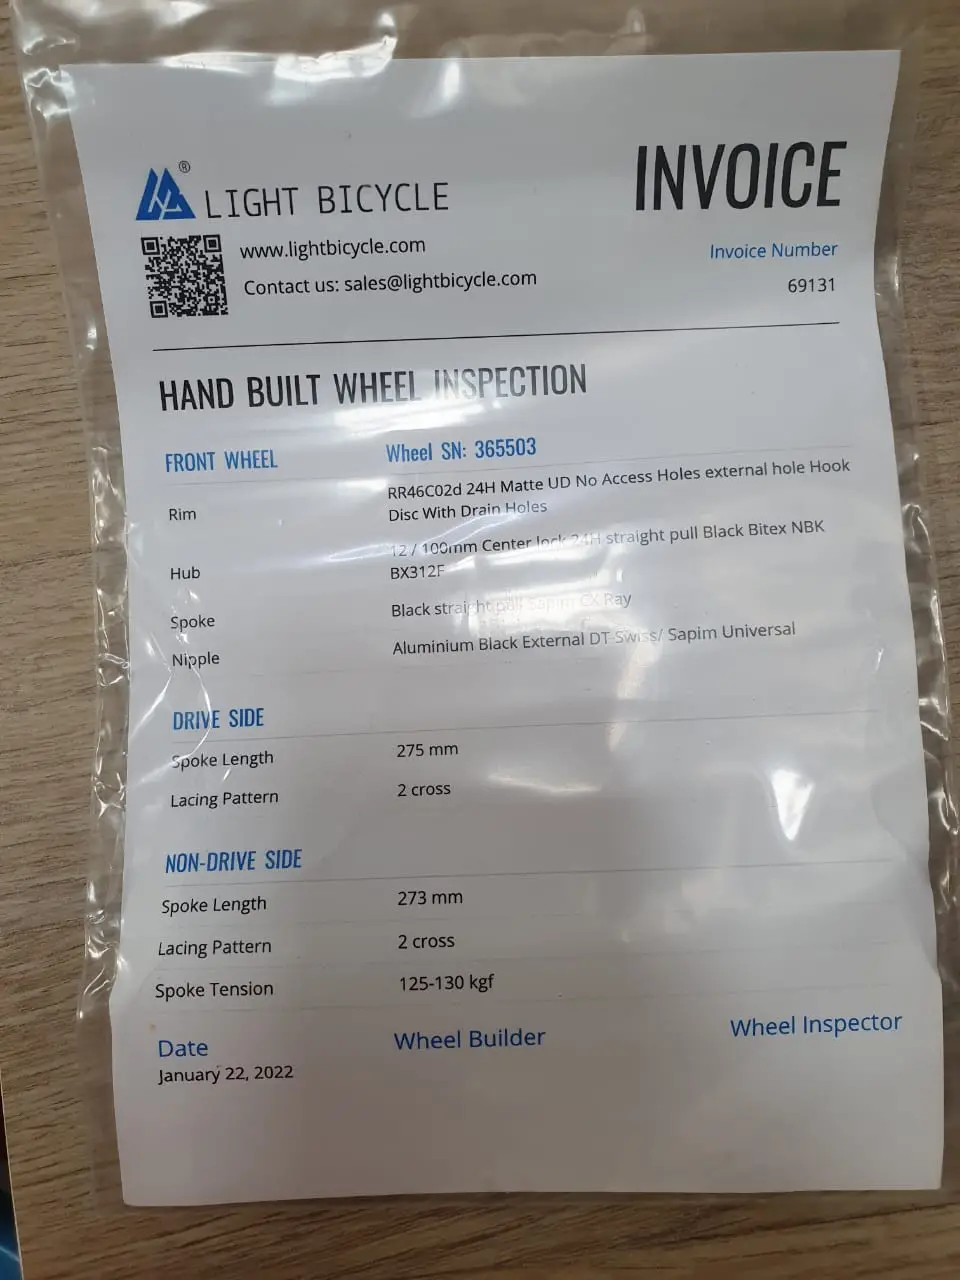 ® LIGHT BICYCLE
INVOICE
www.lightbicycle.com
Contact us: sales@lightbicycle.com
Invoice Number
69131
HAND BUILT WHEEL INSPECTION
FRONT WHEEL Wheel SN: 365503
Rim RR46C02d 24H Matte UD No Access Holes external hole Hook
Disc With Drain Holes
Hub 12 / 100mm Center lock 24H straight pull Black Bitex NBK
BX312F
Spoke Black straight pull Sapim CX Ray
Nipple Aluminium Black External DT Swiss/ Sapim Universal
DRIVE SIDE
Spoke Length 275 mm
Lacing Pattern 2 cross
NON-DRIVE SIDE
Spoke Length 273 mm
Lacing Pattern 2 cross
Spoke Tension 125-130 kgf
Date Wheel Builder Wheel Inspector
January 22, 2022